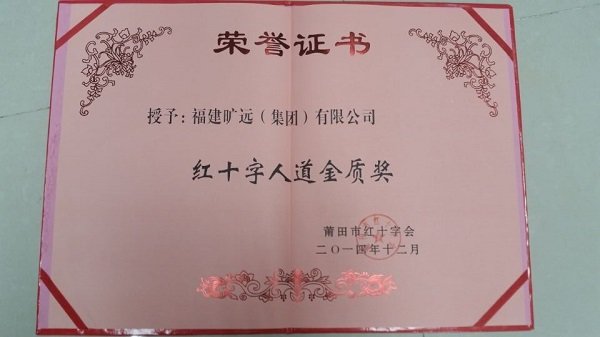 荣誉证书
授予：福建旷远（集团）有限公司
红十字人道金质奖
莆田市红十字会
二〇一四年十二月